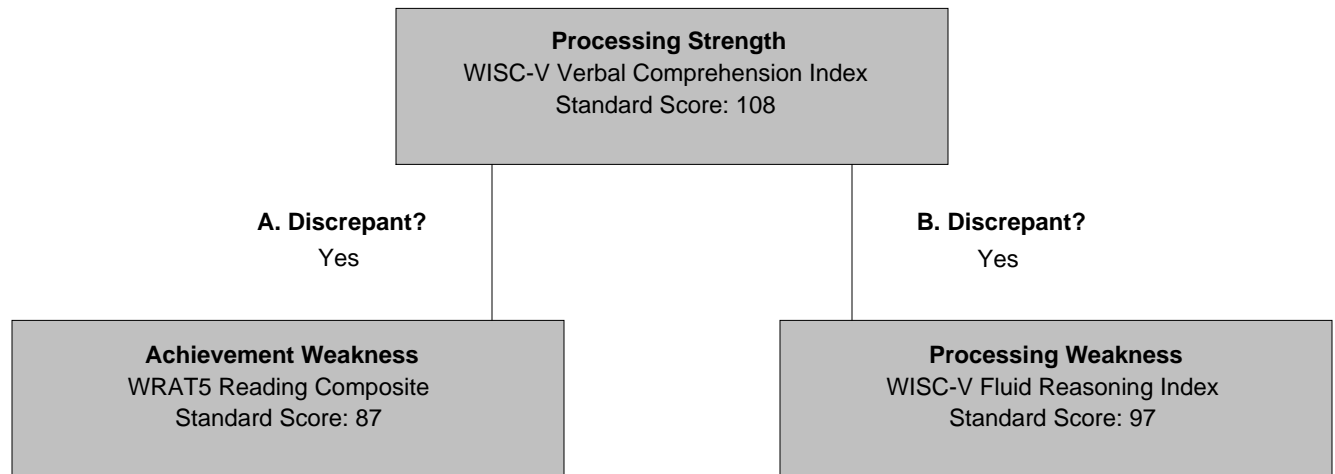 Processing Strength
WISC-V Verbal Comprehension Index
Standard Score: 108
A. Discrepant?
Yes
B. Discrepant?
Yes
Achievement Weakness
WRAT5 Reading Composite
Standard Score: 87
Processing Weakness
WISC-V Fluid Reasoning Index
Standard Score: 97